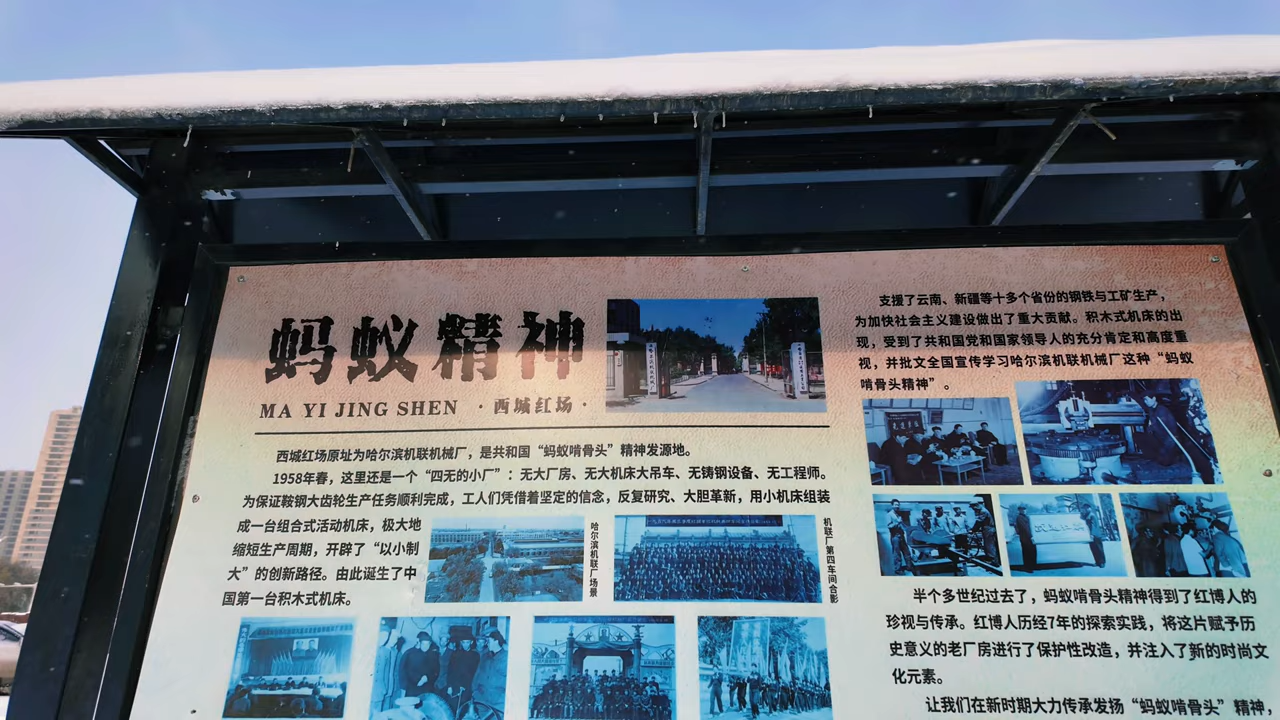 蚂蚁精神
MA YI JING SHEN ·西城红场·
西城红场原址为哈尔滨机联机械厂，是共和国“蚂蚁啃骨头”精神发源地。
1958年春，这里还是一个“四无的小厂”：无大厂房、无大机床大吊车、无铸钢设备、无工程师。
为保证鞍钢大齿轮生产任务顺利完成，工人们凭借着坚定的信念，反复研究、大胆革新，用小机床组装
成一台组合式活动机床，极大地
缩短生产周期，开辟了“以小制
大”的创新路径。由此诞生了中
国第一台积木式机床。
哈尔滨机联厂场景
机联厂第四车间合影
支援了云南、新疆等十多个省份的钢铁与工矿生产，
为加快社会主义建设做出了重大贡献。积木式机床的出
现，受到了共和国党和国家领导人的充分肯定和高度重
视，并批文全国宣传学习哈尔滨机联机械厂这种“蚂蚁
啃骨头精神”。
半个多世纪过去了，蚂蚁啃骨头精神得到了红博人的
珍视与传承。红博人历经7年的探索实践，将这片赋予历
史意义的老厂房进行了保护性改造，并注入了新的时尚文
化元素。
让我们在新时期大力传承发扬“蚂蚁啃骨头”精神，